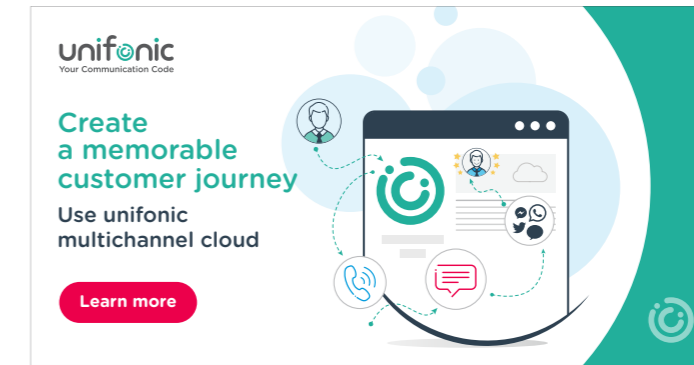 unifonic
Your Communication Code
Create
a memorable
customer journey
Use unifonic
multichannel cloud
Learn more